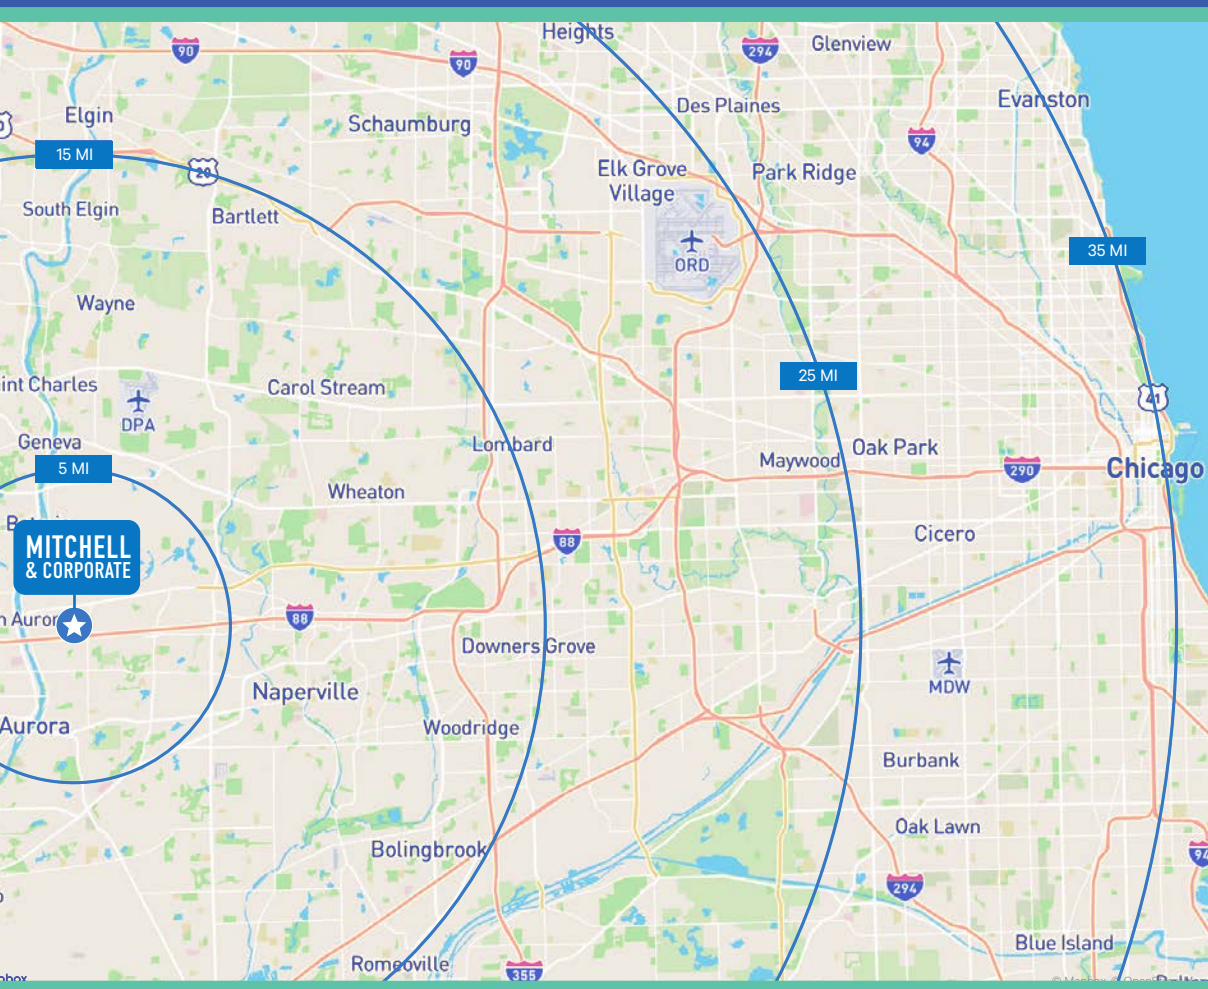 Heights
90
294
Glenview
90
Des Plaines
Evanston
Elgin
Schaumburg
94
15 MI
20
Elk Grove
Village
Park Ridge
South Elgin
Bartlett
35 MI
ORD
Wayne
25 MI
int Charles
Carol Stream
41
DPA
Geneva
Lombard
Oak Park
Maywood
5 MI
290
Chicago
Wheaton
MITCHELL
& CORPORATE
88
Cicero
n Auror
88
Downers Grove
MDW
Naperville
Aurora
Woodridge
Burbank
Oak Lawn
Bolingbrook
94
294
Blue Island
Romeoville
355